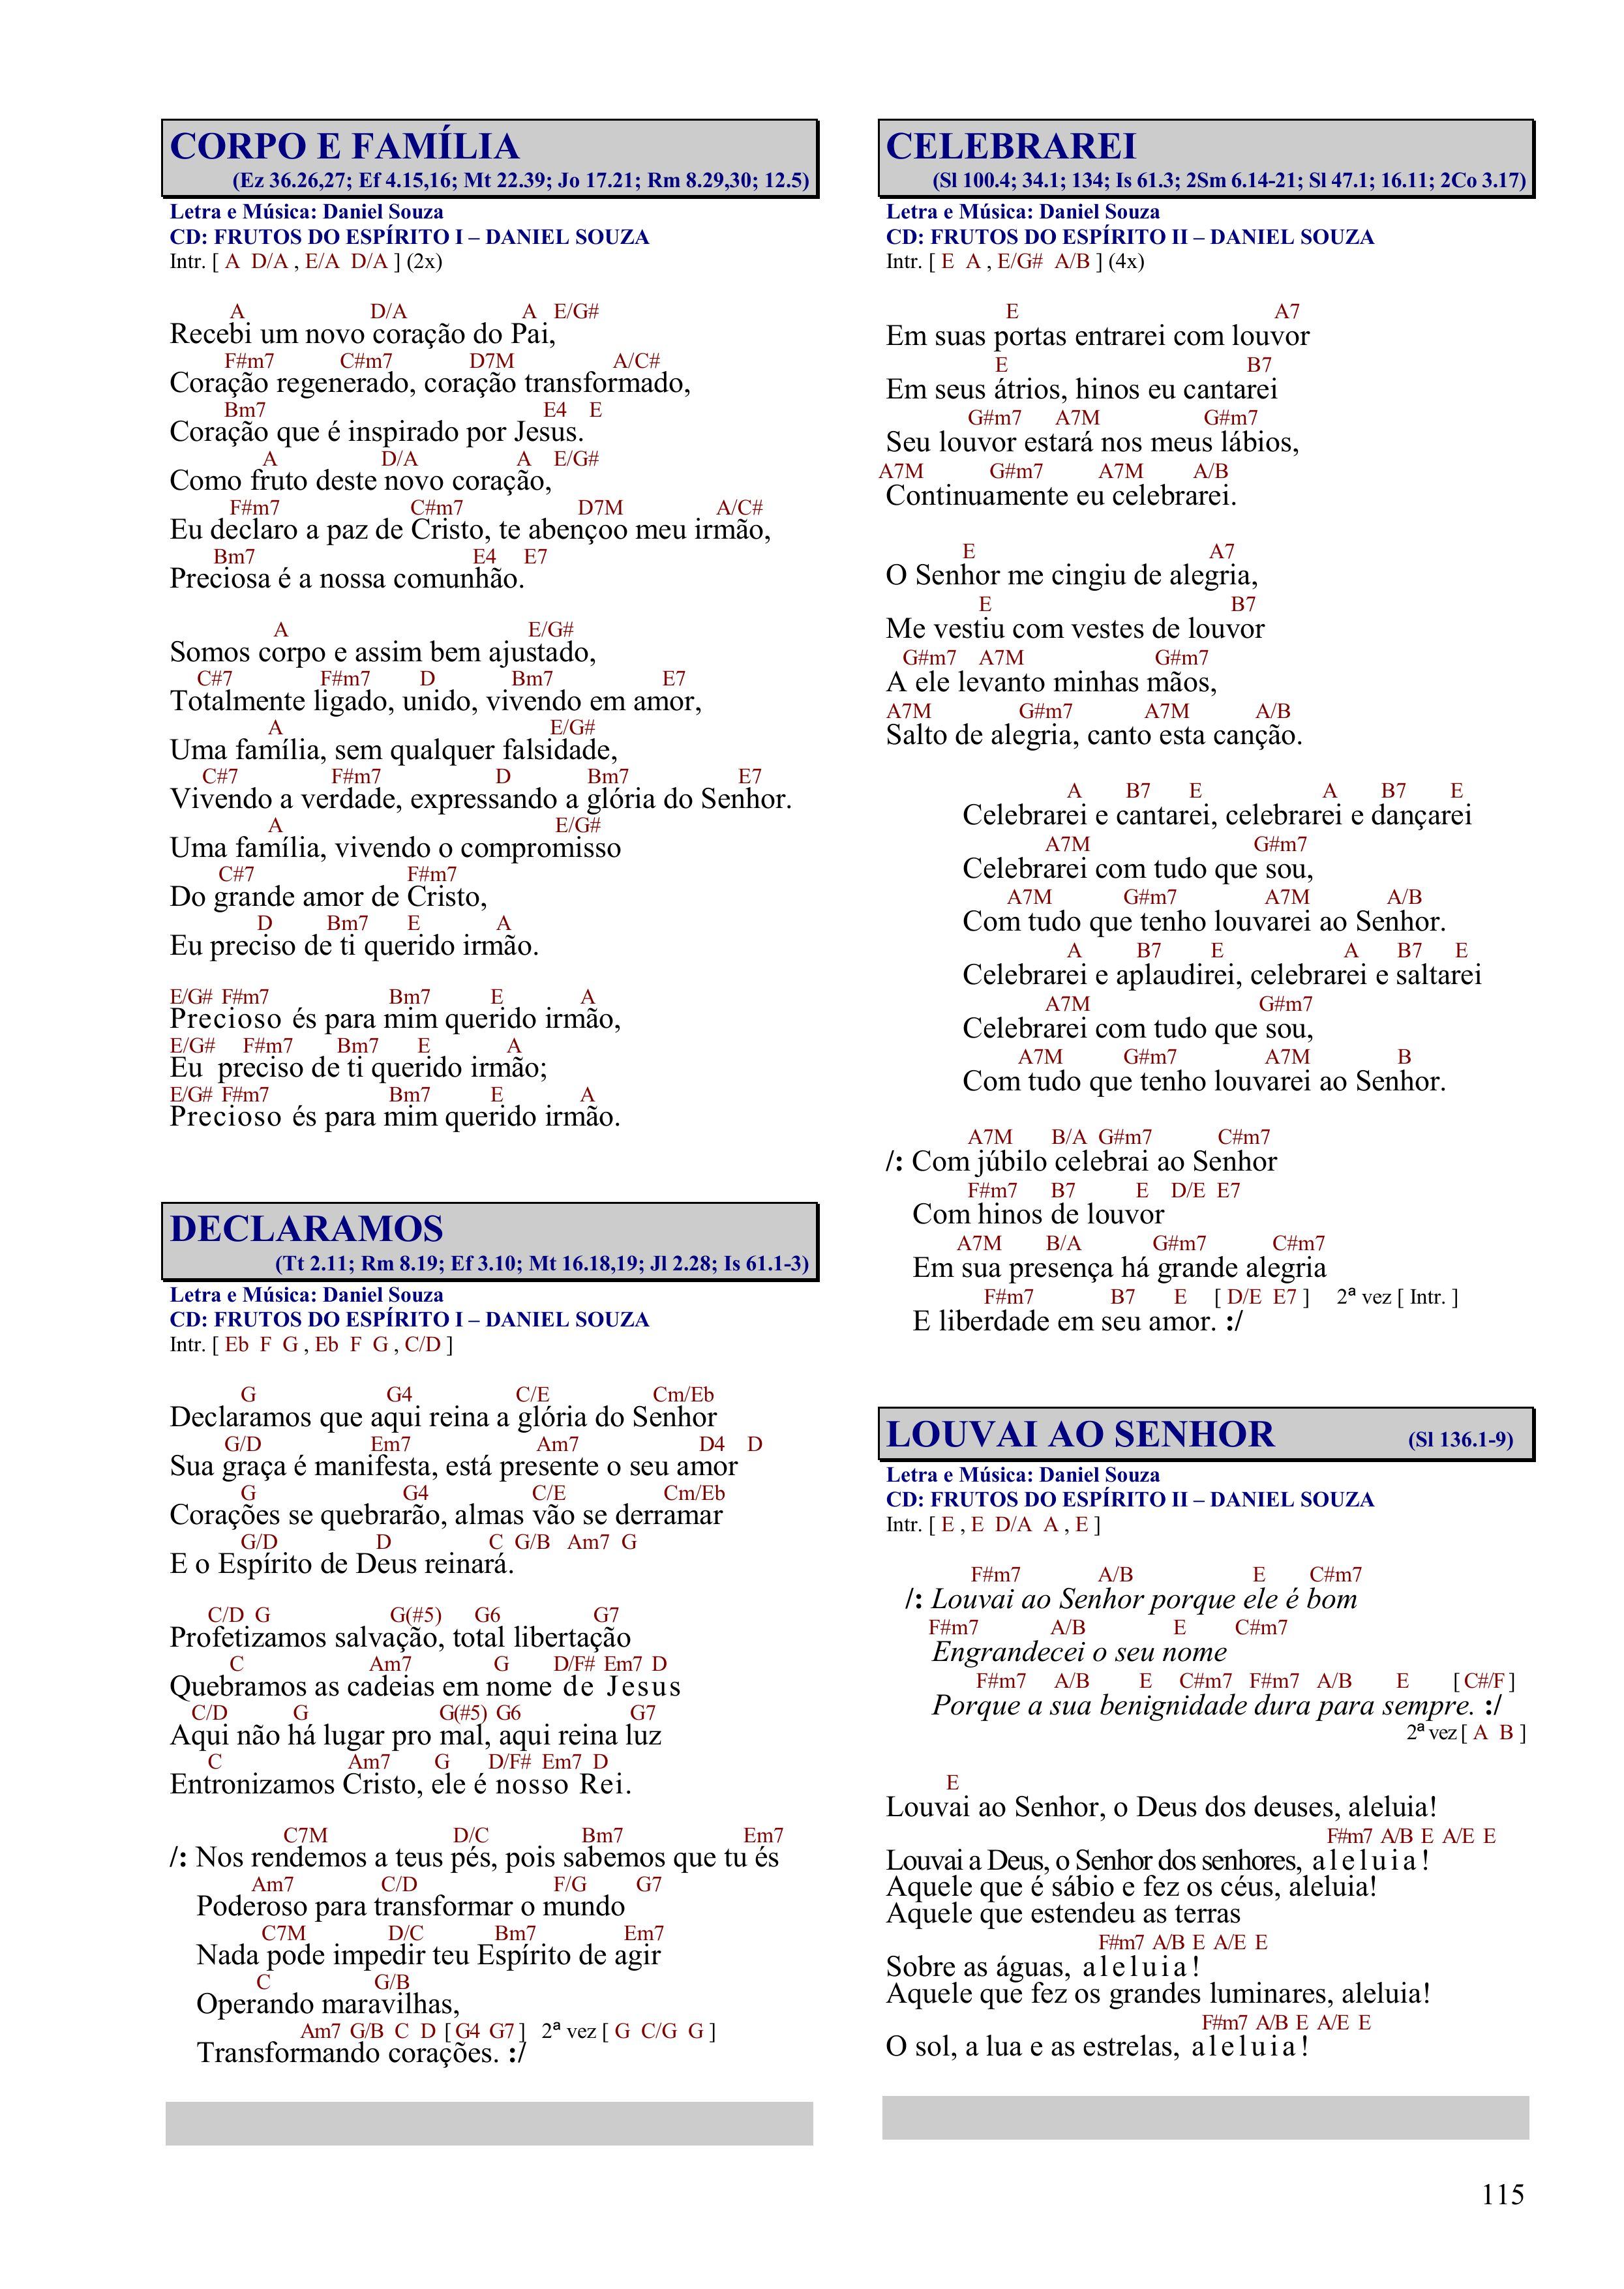 CORPO E FAMÍLIA
(Ez 36.26,27; Ef 4.15,16; Mt 22.39; Jo 17.21; Rm 8.29,30; 12.5)
Letra e Música: Daniel Souza
CD: FRUTOS DO ESPÍRITO I – DANIEL SOUZA
Intr. [ A D/A , E/A D/A ] (2x)
A D/A A E/G#
Recebi um novo coração do Pai,
F#m7 C#m7 D7M A/C#
Coração regenerado, coração transformado,
Bm7 E4 E
Coração que é inspirado por Jesus.
A D/A A E/G#
Como fruto deste novo coração,
F#m7 C#m7 D7M A/C#
Eu declaro a paz de Cristo, te abençoo meu irmão,
Bm7 E4 E7
Preciosa é a nossa comunhão.
A E/G#
Somos corpo e assim bem ajustado,
C#7 F#m7 D Bm7 E7
Totalmente ligado, unido, vivendo em amor,
A E/G#
Uma família, sem qualquer falsidade,
C#7 F#m7 D Bm7 E7
Vivendo a verdade, expressando a glória do Senhor.
A E/G#
Uma família, vivendo o compromisso
C#7 F#m7
Do grande amor de Cristo,
D Bm7 E A
Eu preciso de ti querido irmão.
E/G# F#m7 Bm7 E A
Precioso és para mim querido irmão,
E/G# F#m7 Bm7 E A
Eu preciso de ti querido irmão;
E/G# F#m7 Bm7 E A
Precioso és para mim querido irmão.
DECLARAMOS
(Tt 2.11; Rm 8.19; Ef 3.10; Mt 16.18,19; Jl 2.28; Is 61.1-3)
Letra e Música: Daniel Souza
CD: FRUTOS DO ESPÍRITO I – DANIEL SOUZA
Intr. [ Eb F G , Eb F G , C/D ]
G G4 C/E Cm/Eb
Declaramos que aqui reina a glória do Senhor
G/D Em7 Am7 D4 D
Sua graça é manifesta, está presente o seu amor
G G4 C/E Cm/Eb
Corações se quebrarão, almas vão se derramar
G/D D C G/B Am7 G
E o Espírito de Deus reinará.
C/D G G(#5) G6 G7
Profetizamos salvação, total libertação
C Am7 G D/F# Em7 D
Quebramos as cadeias em nome de Jesus
C/D G G(#5) G6 G7
Aqui não há lugar pro mal, aqui reina luz
C Am7 G D/F# Em7 D
Entronizamos Cristo, ele é nosso Rei.
C7M D/C Bm7 Em7
/: Nos rendemos a teus pés, pois sabemos que tu és
Am7 C/D F/G G7
Poderoso para transformar o mundo
C7M D/C Bm7 Em7
Nada pode impedir teu Espírito de agir
C G/B
Operando maravilhas,
Am7 G/B C D [ G4 G7 ] 2ª vez [ G C/G G ]
Transformando corações. :/
CELEBRAREI
(Sl 100.4; 34.1; 134; Is 61.3; 2Sm 6.14-21; Sl 47.1; 16.11; 2Co 3.17)
Letra e Música: Daniel Souza
CD: FRUTOS DO ESPÍRITO II – DANIEL SOUZA
Intr. [ E A , E/G# A/B ] (4x)
E A7
Em suas portas entrarei com louvor
E B7
Em seus átrios, hinos eu cantarei
G#m7 A7M G#m7
Seu louvor estará nos meus lábios,
A7M G#m7 A7M A/B
Continuamente eu celebrarei.
E A7
O Senhor me cingiu de alegria,
E B7
Me vestiu com vestes de louvor
G#m7 A7M G#m7
A ele levanto minhas mãos,
A7M G#m7 A7M A/B
Salto de alegria, canto esta canção.
A B7 E A B7 E
Celebrarei e cantarei, celebrarei e dançarei
A7M G#m7
Celebrarei com tudo que sou,
A7M G#m7 A7M A/B
Com tudo que tenho louvarei ao Senhor.
A B7 E A B7 E
Celebrarei e aplaudirei, celebrarei e saltarei
A7M G#m7
Celebrarei com tudo que sou,
A7M G#m7 A7M B
Com tudo que tenho louvarei ao Senhor.
A7M B/A G#m7 C#m7
/: Com júbilo celebrai ao Senhor
F#m7 B7 E D/E E7
Com hinos de louvor
A7M B/A G#m7 C#m7
Em sua presença há grande alegria
F#m7 B7 E [ D/E E7 ] 2ª vez [ Intr. ]
E liberdade em seu amor. :/
LOUVAI AO SENHOR (Sl 136.1-9)
Letra e Música: Daniel Souza
CD: FRUTOS DO ESPÍRITO II – DANIEL SOUZA
Intr. [ E , E D/A A , E ]
F#m7 A/B E C#m7
/: Louvai ao Senhor porque ele é bom
F#m7 A/B E C#m7
Engrandecei o seu nome
F#m7 A/B E C#m7 F#m7 A/B E [ C#/F ]
Porque a sua benignidade dura para sempre. :/
2ª vez [ A B ]
E
Louvai ao Senhor, o Deus dos deuses, aleluia!
F#m7 A/B E A/E E
Louvai a Deus, o Senhor dos senhores, aleluia!
Aquele que é sábio e fez os céus, aleluia!
Aquele que estendeu as terras
F#m7 A/B E A/E E
Sobre as águas, aleluia!
Aquele que fez os grandes luminares, aleluia!
F#m7 A/B E A/E E
O sol, a lua e as estrelas, aleluia!
115